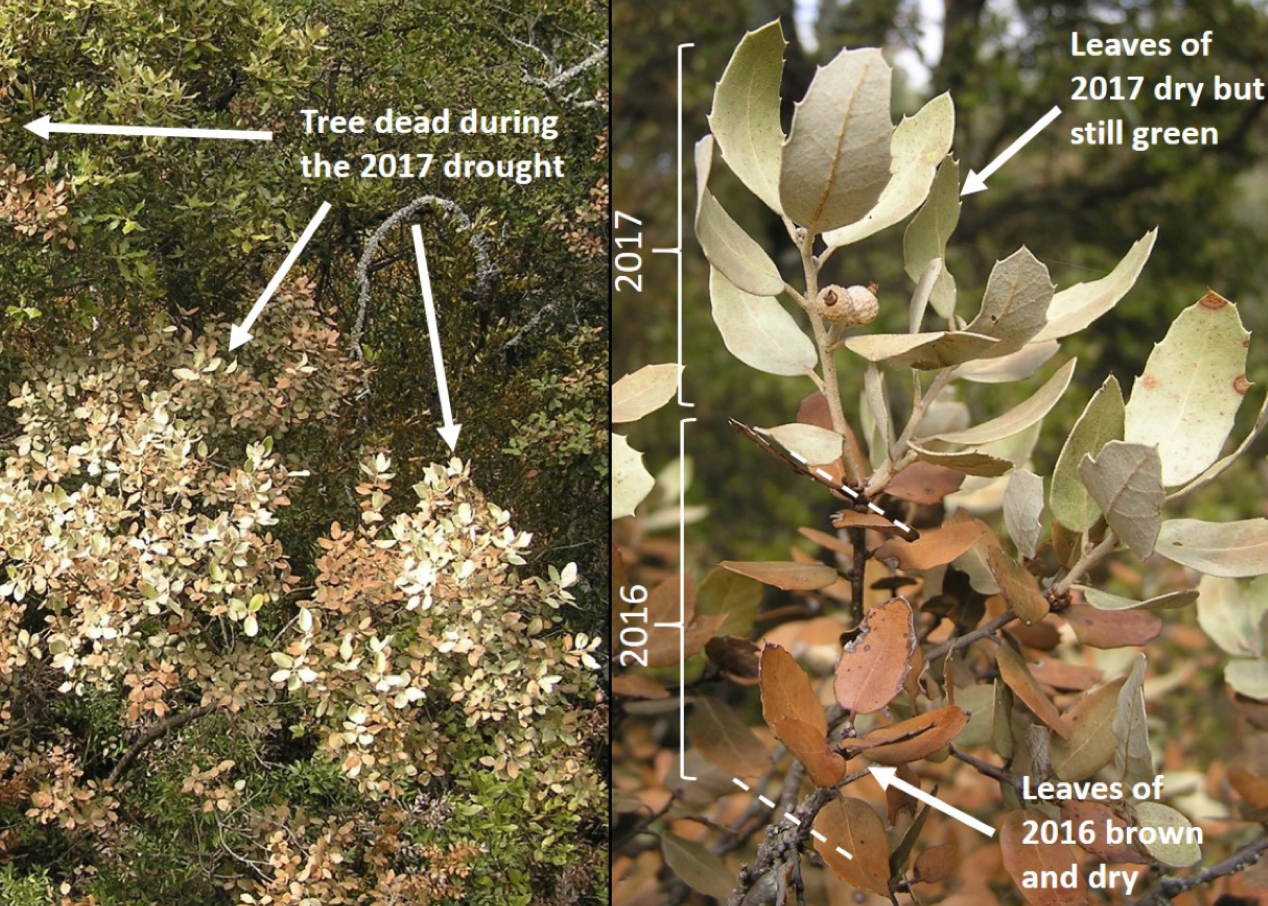 Tree dead during
the 2017 drought
Leaves of
2017 dry but
still green
2017
2016
Leaves of
2016 brown
and dry